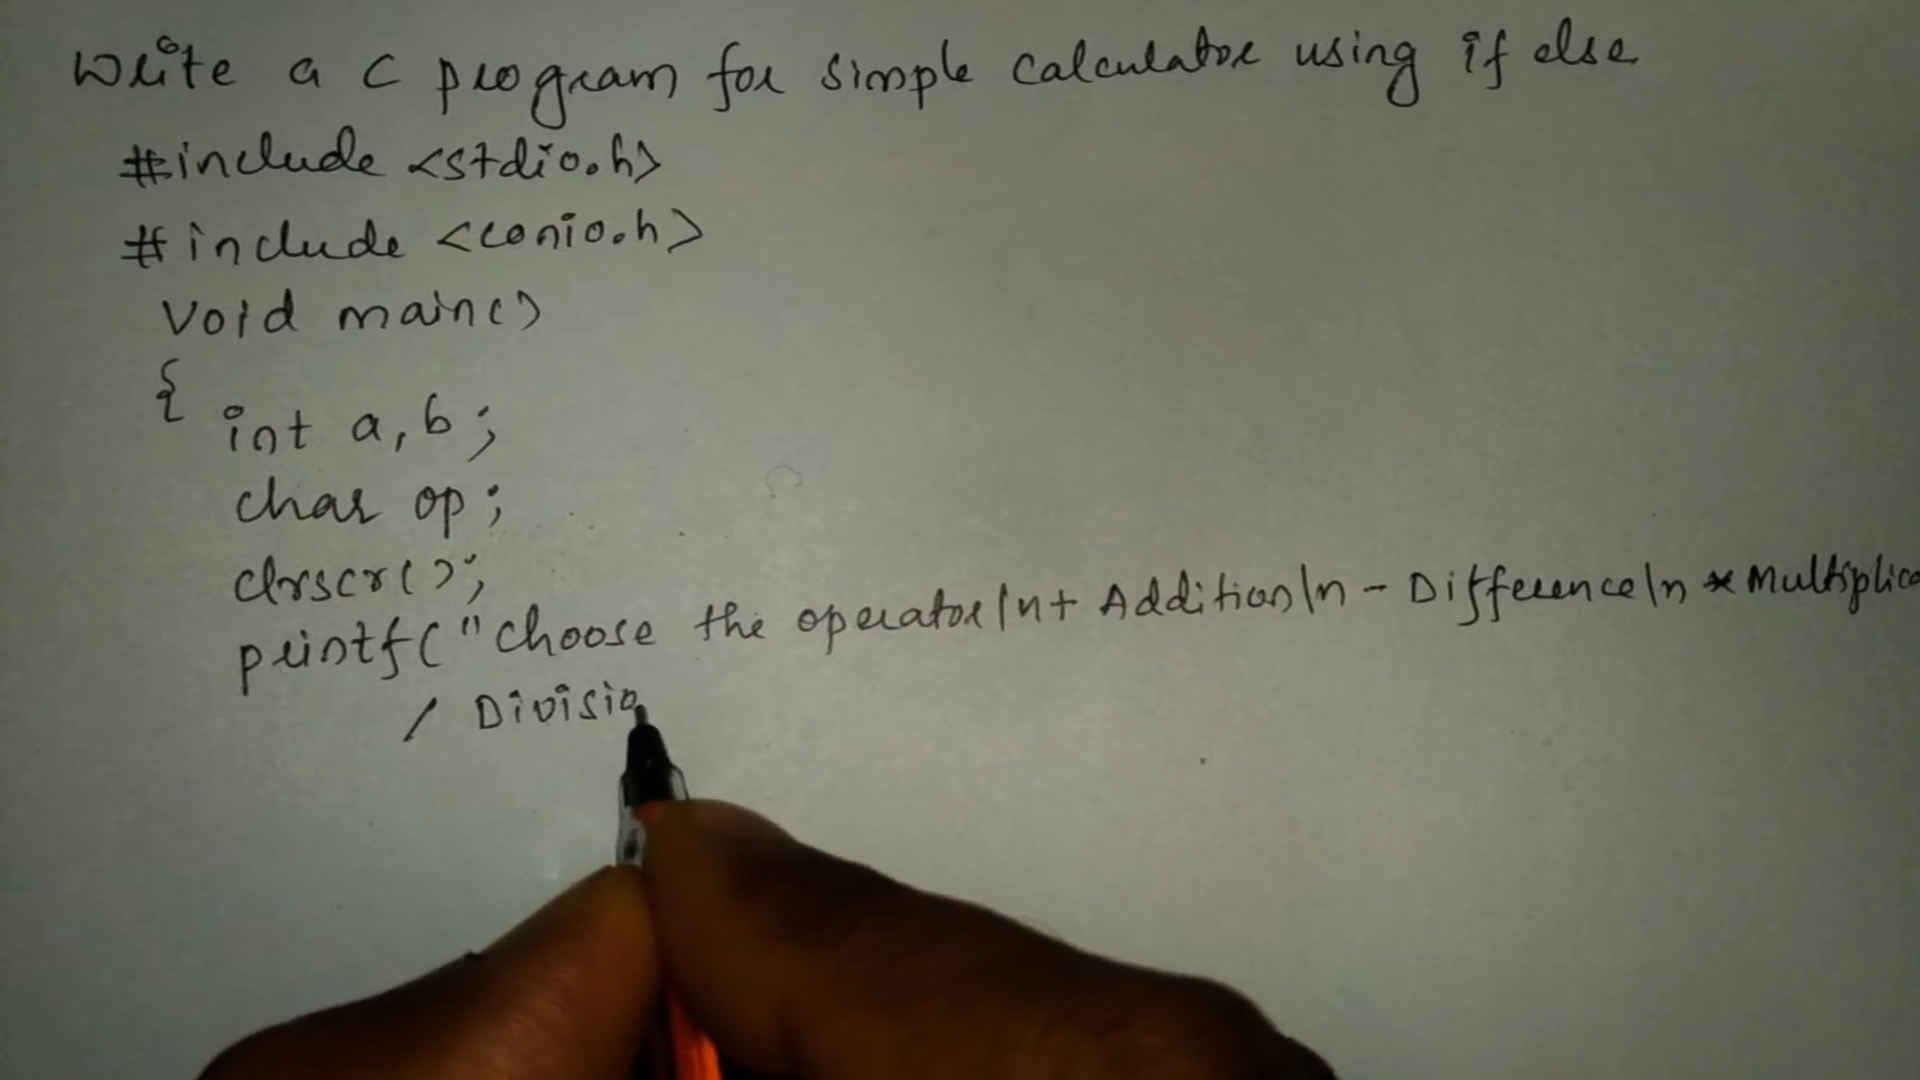 Write a C program for simple calculator using if else
#include <stdio.h>
#include <conio.h>
void main()
{
int a, b;
char op;
clrscr();
printf("choose the operator\n+ Addition\n - Difference\n * Multiplica
/ Divisio